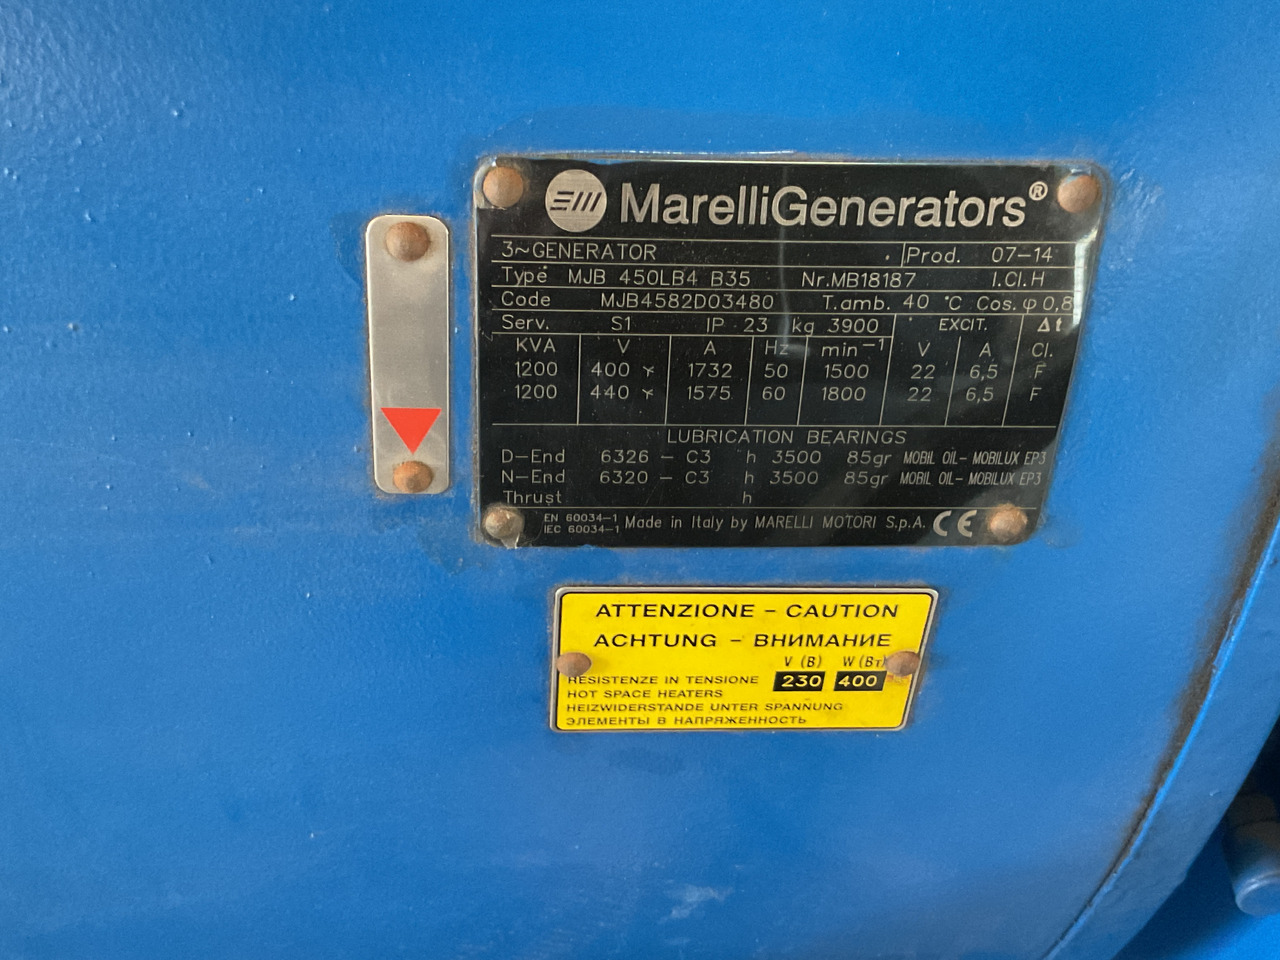 MarelliGenerators®
3~GENERATOR Prod. 07-14
Type MJB 450LB4 B35 Nr.MB18187 I.Cl.H
Code MJB4582D03480 T.amb. 40 °C Cos.φ 0,8
Serv. S1 IP 23 kg 3900 EXCIT. Δt
KVA V A Hz min⁻¹ V A Cl.
1200 400 Y 1732 50 1500 22 6,5 F
1200 440 Y 1575 60 1800 22 6,5 F
LUBRICATION BEARINGS
D-End 6326 - C3 h 3500 85gr MOBIL OIL- MOBILUX EP3
N-End 6320 - C3 h 3500 85gr MOBIL OIL- MOBILUX EP3
Thrust h
EN 60034-1
IEC 60034-1
Made in Italy by MARELLI MOTORI S.p.A. CE
ATTENZIONE - CAUTION
ACHTUNG - ВНИМАНИЕ
V (B) W (Вт)
RESISTENZE IN TENSIONE 230 400
HOT SPACE HEATERS
HEIZWIDERSTANDE UNTER SPANNUNG
ЭЛЕМЕНТЫ В НАПРЯЖЕННОСТЬ